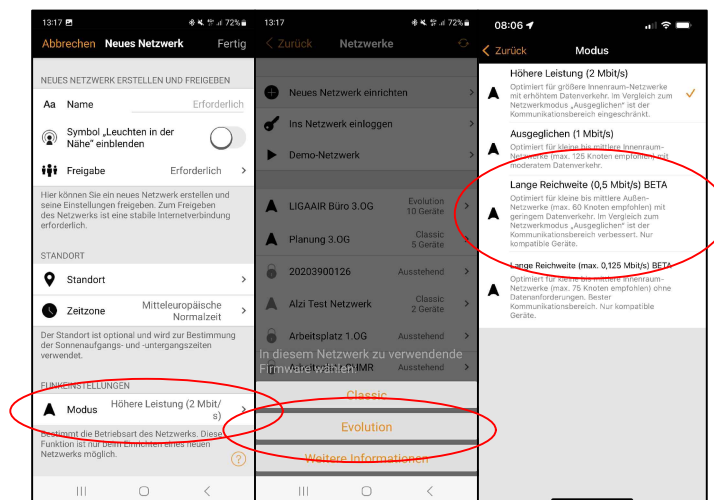 13:17
72%
Abbrechen Neues Netzwerk Fertig
NEUES NETZWERK ERSTELLEN UND FREIGEBEN
Aa Name Erforderlich
Symbol „Leuchten in der
Nähe" einblenden
Freigabe Erforderlich >
Hier können Sie ein neues Netzwerk erstellen und
seine Einstellungen freigeben. Zum Freigeben
des Netzwerks ist eine stabile Internetverbindung
erforderlich.
STANDORT
Standort >
Zeitzone Mitteleuropäische
Normalzeit >
Der Standort ist optional und wird zur Bestimmung
der Sonnenaufgangs- und -untergangszeiten
verwendet.
FUNKEINSTELLUNGEN
Modus Höhere Leistung (2 Mbit/
s) >
Bestimmt die Betriebsart des Netzwerks. Diese
Funktion ist nur beim Einrichten eines neuen
Netzwerks möglich.
?
13:17
72%
< Zurück Netzwerke
Neues Netzwerk einrichten >
Ins Netzwerk einloggen >
Demo-Netzwerk >
LIGAAIR Büro 3.OG Evolution
10 Geräte >
Planung 3.OG Classic
5 Geräte >
20203900126 Ausstehend >
Alzi Test Netzwerk Classic
2 Geräte >
Arbeitsplatz 1.OG Ausstehend >
In diesem Netzwerk zu verwendende
Firmware wählen:
Ausstehend >
Classic
Evolution
Weitere Informationen
08:06
< Zurück Modus
Höhere Leistung (2 Mbit/s)
Optimiert für größere Innenraum-Netzwerke
mit erhöhtem Datenverkehr. Im Vergleich zum
Netzwerkmodus „Ausgeglichen" ist der
Kommunikationsbereich eingeschränkt.
Ausgeglichen (1 Mbit/s)
Optimiert für kleine bis mittlere Innenraum-
Netzwerke (max. 125 Knoten empfohlen) mit
moderatem Datenverkehr.
Lange Reichweite (0,5 Mbit/s) BETA
Optimiert für kleine bis mittlere Außen-
Netzwerke (max. 60 Knoten empfohlen) mit
geringem Datenverkehr. Im Vergleich zum
Netzwerkmodus „Ausgeglichen" ist der
Kommunikationsbereich verbessert. Nur
kompatible Geräte.
Lange Reichweite (max. 0,125 Mbit/s) BETA
Optimiert für kleine bis mittlere Innenraum-
Netzwerke (max. 75 Knoten empfohlen) ohne
Datenanforderungen. Bester
Kommunikationsbereich. Nur kompatible
Geräte.